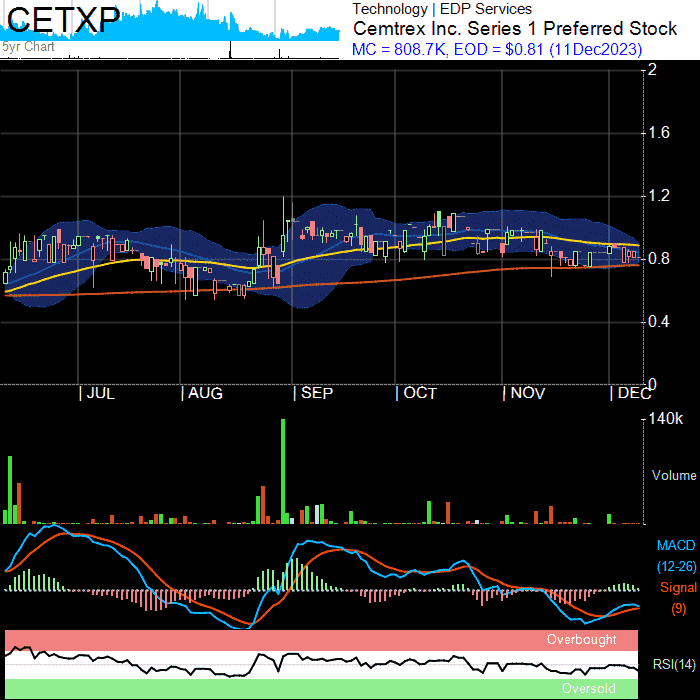 CETXP
5yr Chart
Technology | EDP Services
Cemtrex Inc. Series 1 Preferred Stock
MC = 808.7K, EOD = $0.81 (11Dec2023)
2
1.6
1.2
0.8
0.4
0
| JUL | AUG | SEP | OCT | NOV | DEC
140k
Volume
MACD
(12-26)
Signal
(9)
Overbought
RSI(14)
Oversold